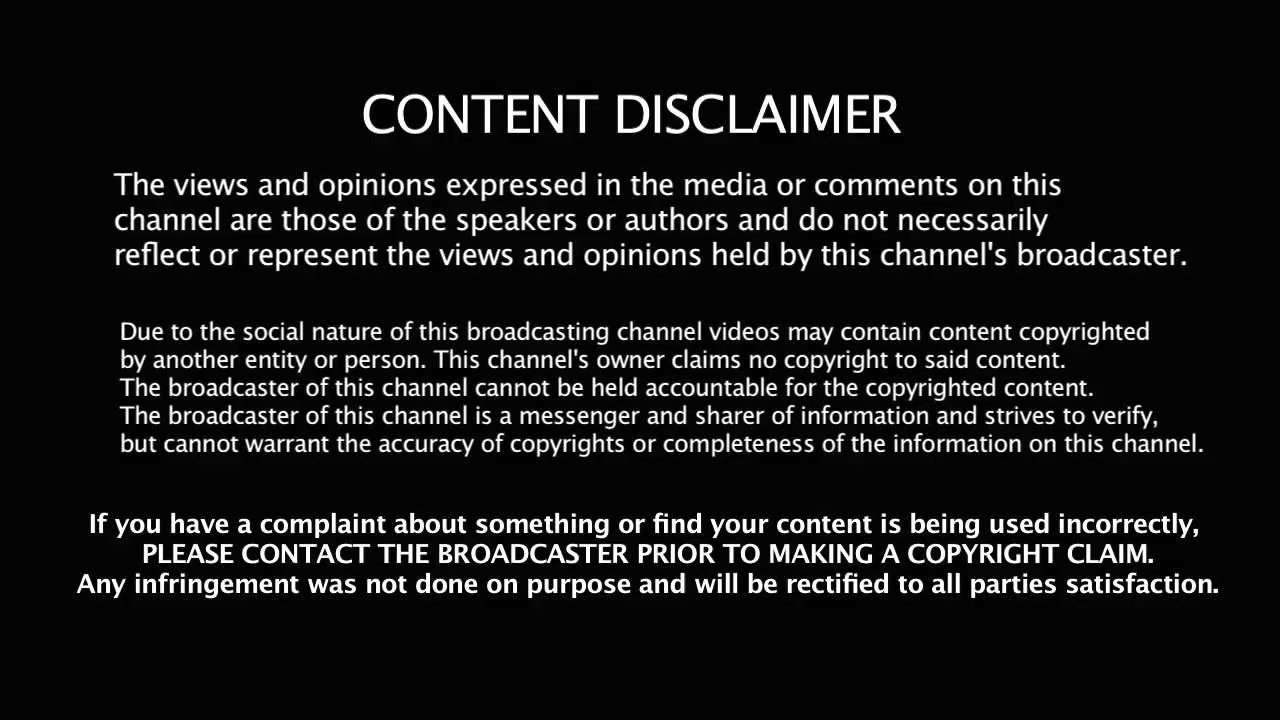 CONTENT DISCLAIMER
The views and opinions expressed in the media or comments on this
channel are those of the speakers or authors and do not necessarily
reflect or represent the views and opinions held by this channel's broadcaster.
Due to the social nature of this broadcasting channel videos may contain content copyrighted
by another entity or person. This channel's owner claims no copyright to said content.
The broadcaster of this channel cannot be held accountable for the copyrighted content.
The broadcaster of this channel is a messenger and sharer of information and strives to verify,
but cannot warrant the accuracy of copyrights or completeness of the information on this channel.
If you have a complaint about something or find your content is being used incorrectly,
PLEASE CONTACT THE BROADCASTER PRIOR TO MAKING A COPYRIGHT CLAIM.
Any infringement was not done on purpose and will be rectified to all parties satisfaction.